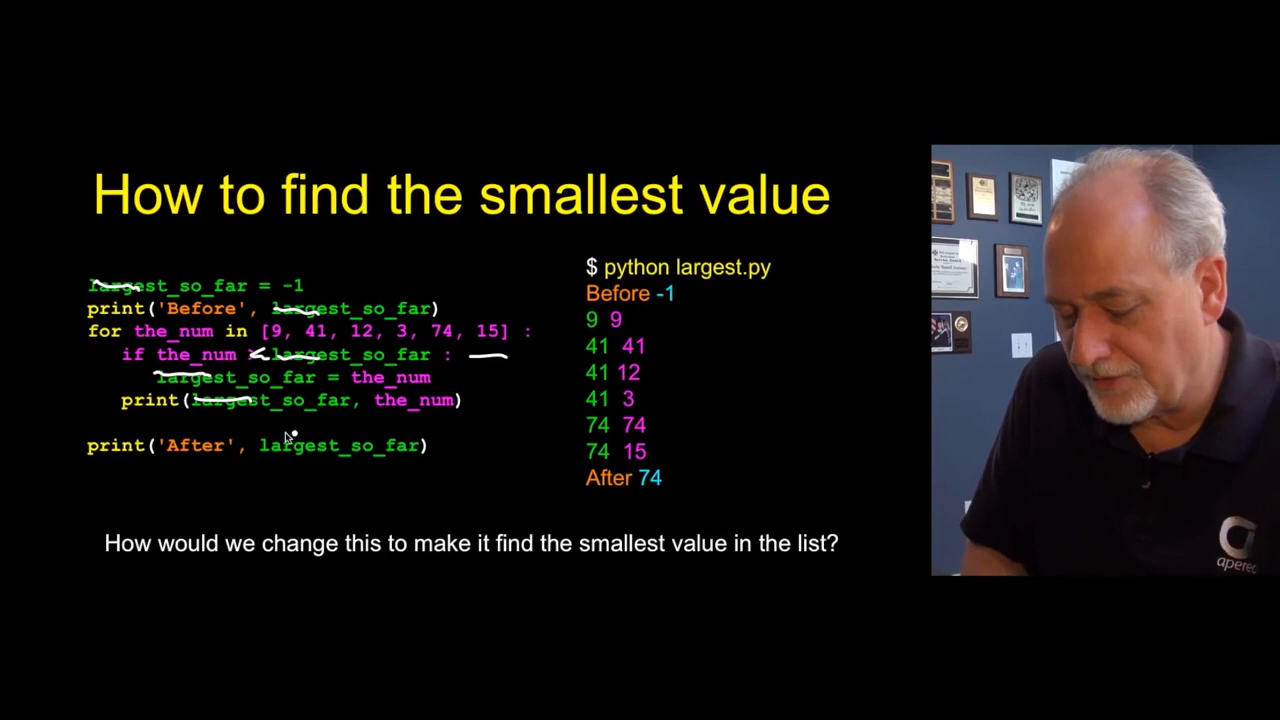 How to find the smallest value
largest_so_far = -1
print('Before', largest_so_far)
for the_num in [9, 41, 12, 3, 74, 15] :
if the_num < largest_so_far :
largest_so_far = the_num
print(largest_so_far, the_num)
print('After', largest_so_far)
$ python largest.py
Before -1
9 9
41 41
41 12
41 3
74 74
74 15
After 74
How would we change this to make it find the smallest value in the list?
apereo